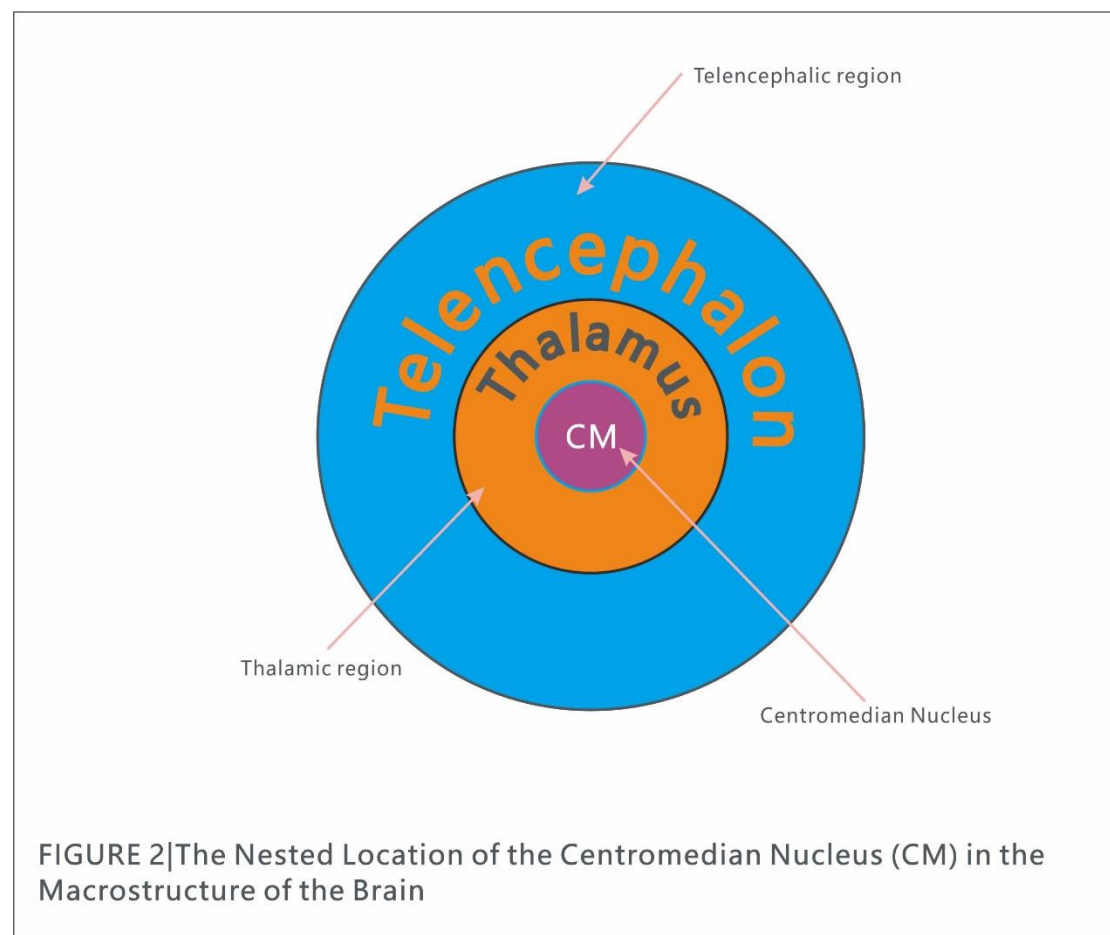 Telencephalic region
Telencephalon
Thalamus
CM
Thalamic region
Centromedian Nucleus
FIGURE 2|The Nested Location of the Centromedian Nucleus (CM) in the
Macrostructure of the Brain